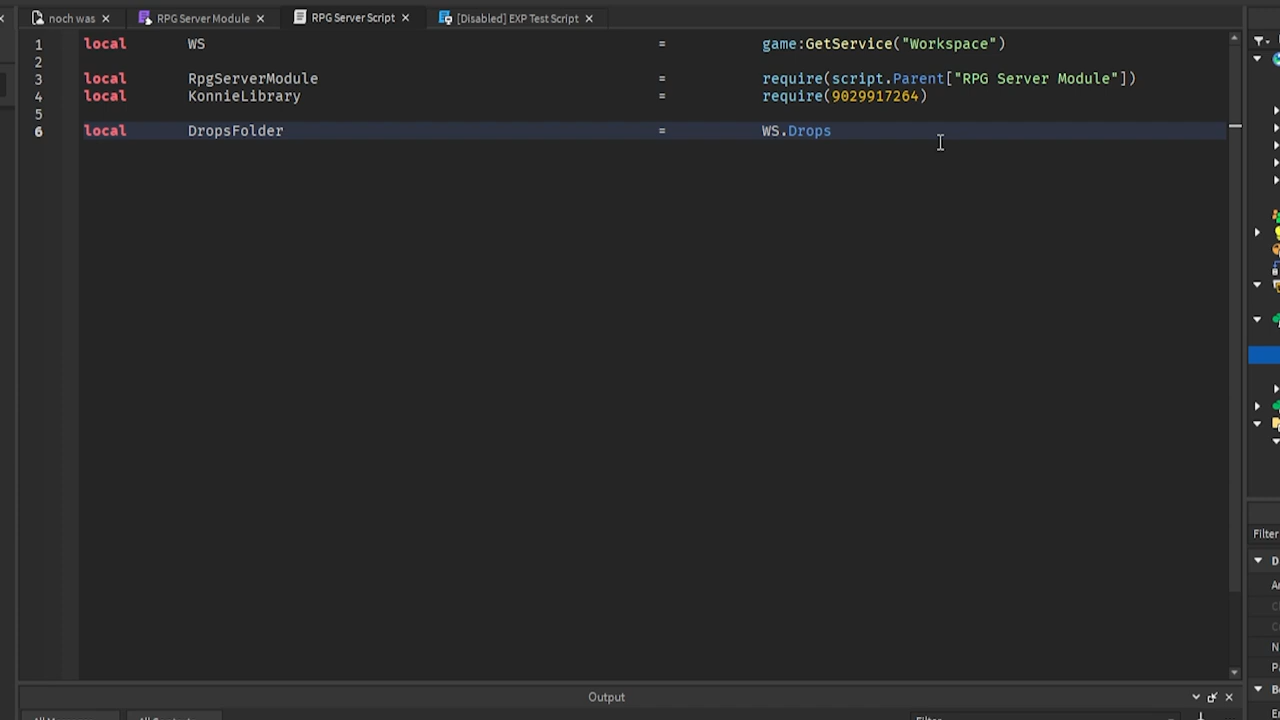 noch was × RPG Server Module × RPG Server Script × [Disabled] EXP Test Script ×
1 local WS = game:GetService("Workspace")
2
3 local RpgServerModule = require(script.Parent["RPG Server Module"])
4 local KonnieLibrary = require(9029917264)
5
6 local DropsFolder = WS.Drops
Filter
Output